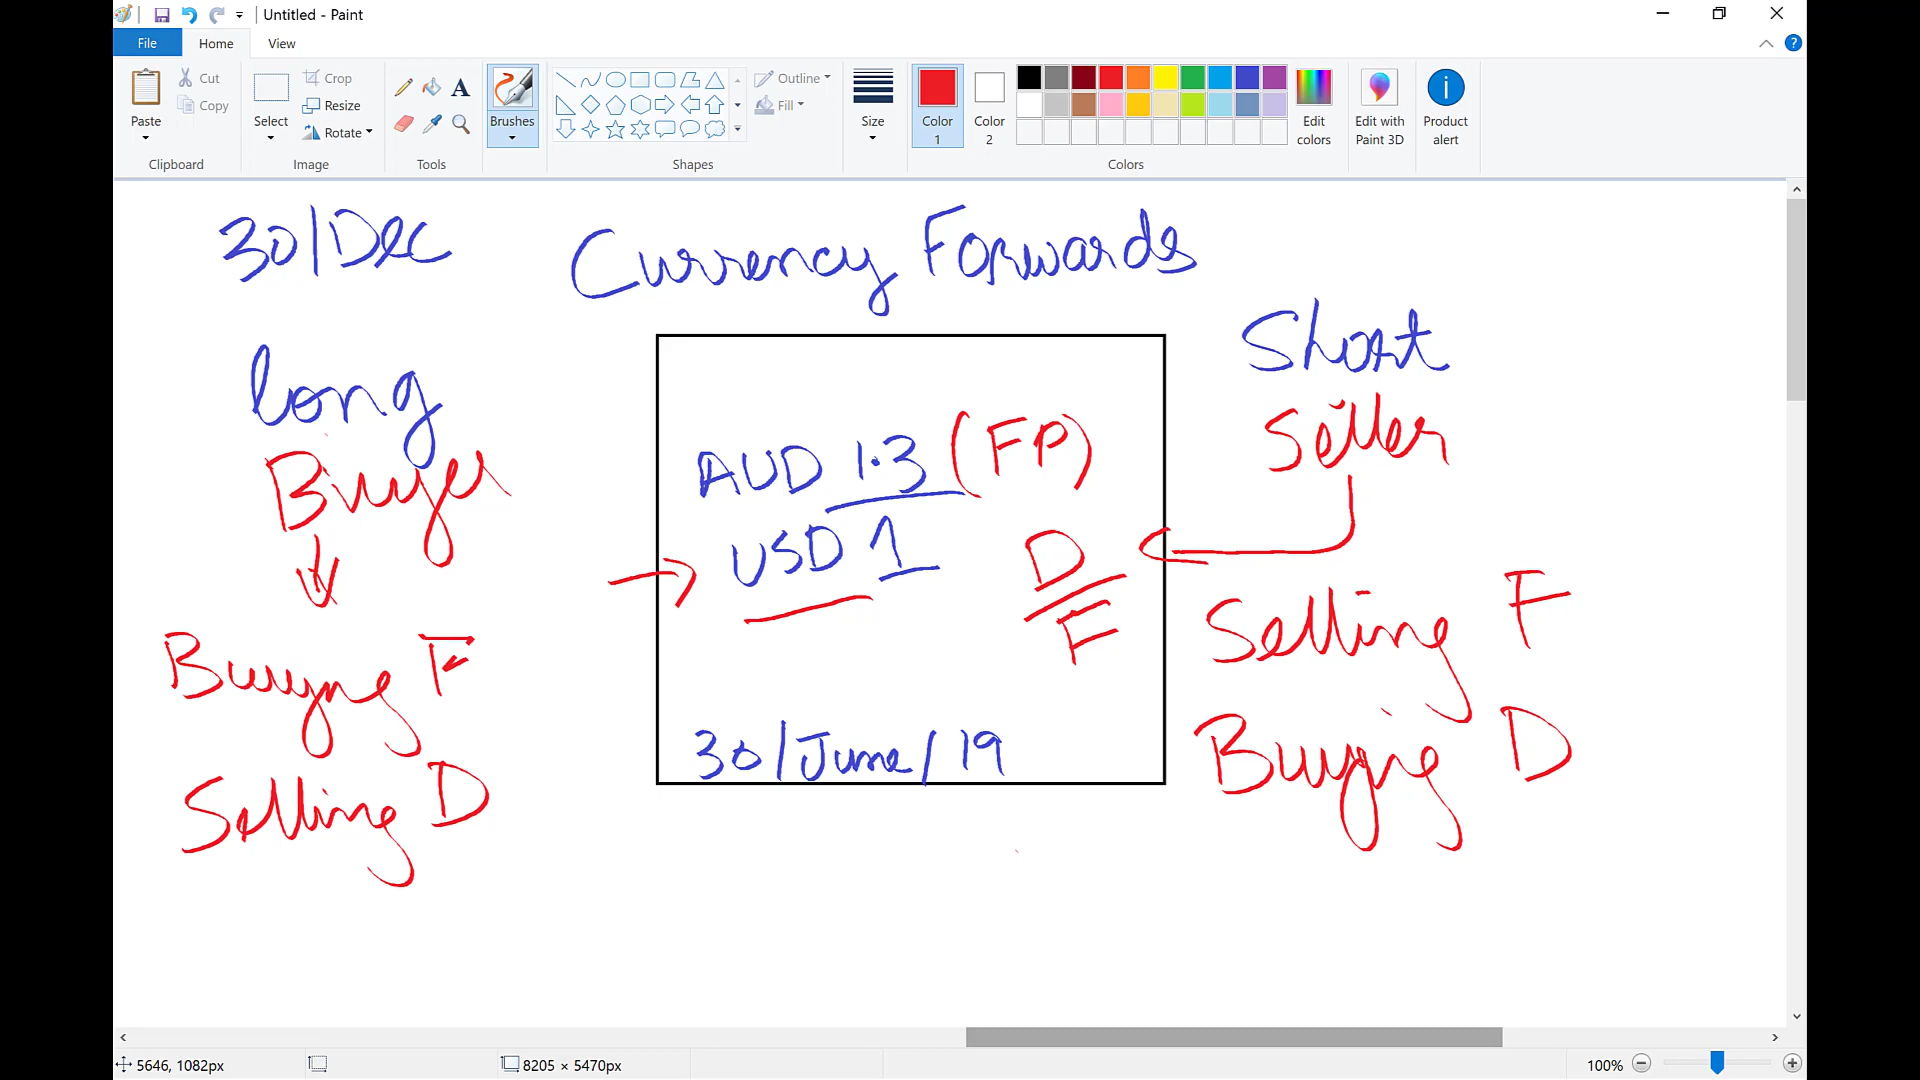 Untitled - Paint
File Home View
Paste
Cut
Copy
Clipboard
Select
Crop
Resize
Rotate
Image
Tools
Brushes
Shapes
Outline
Fill
Size
Color 1
Color 2
Colors
Edit colors
Edit with Paint 3D
Product alert
30/Dec
Currency Forwards
long
Buyer
Buying F
Selling D
AUD 1.3 (FP)
USD 1
D
F
30/June/19
Short
Seller
Selling F
Buying D
5646, 1082px
8205 × 5470px
100%